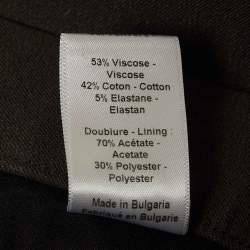 53% Viscose -
Viscose
42% Coton - Cotton
5% Elastane -
Elastan
Doublure - Lining :
70% Acétate -
Acetate
30% Polyester -
Polyester
Made in Bulgaria
Fabriqué en Bulgarie